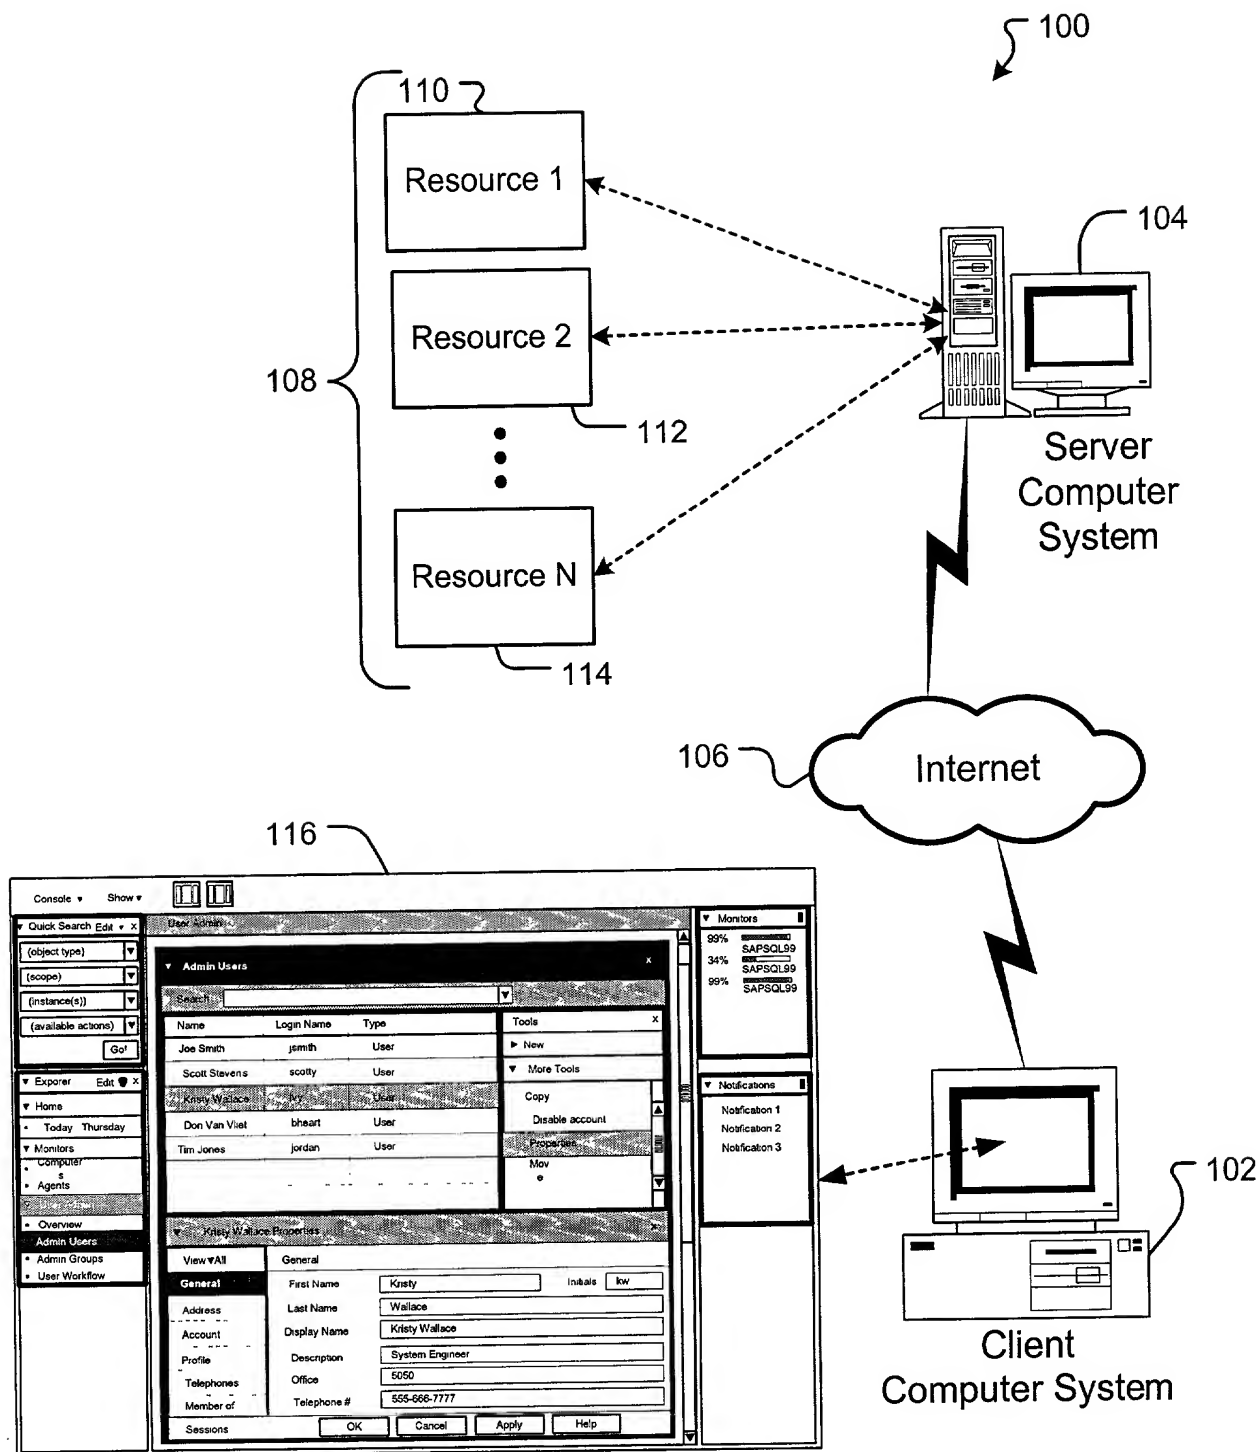 100
110
Resource 1
104
Resource 2
108
112
Server
Computer
System
Resource N
114
106
Internet
116
Console ▾ Show ▾
▾ Quick Search Edit ▾ x
(object type)
(scope)
(instance(s))
(available actions)
Go!
▾ Exporer Edit x
▾ Home
• Today Thursday
▾ Monitors
• Computer
s
• Agents
• Overview
Admin Users
• Admin Groups
• User Workflow
User Admin
▾ Admin Users x
Search
Name Login Name Type
Joe Smith jsmith User
Scott Stevens scotty User
Kristy Wallace ivy User
Don Van Vliet bheart User
Tim Jones jordan User
Tools x
▶ New
▾ More Tools
Copy
Disable account
Properties
Mov
e
▾ Kristy Wallace Properties x
View▾All
General
Address
Account
Profile
Telephones
Member of
Sessions
General
First Name Kristy Initials kw
Last Name Wallace
Display Name Kristy Wallace
Description System Engineer
Office 5050
Telephone # 555-666-7777
OK Cancel Apply Help
▾ Monitors
99% SAPSQL99
34% SAPSQL99
99% SAPSQL99
▾ Notifications
Notification 1
Notification 2
Notification 3
102
Client
Computer System